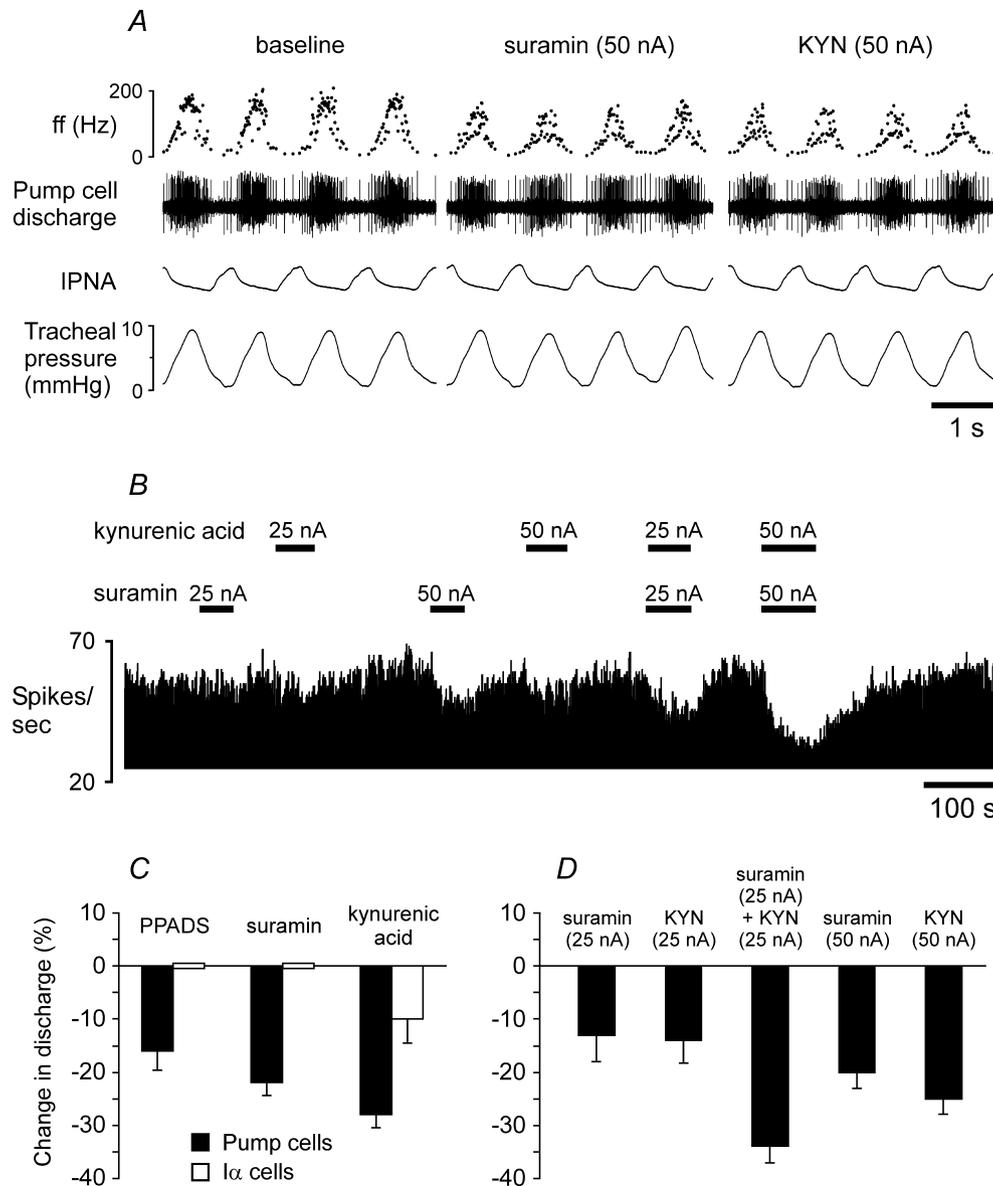 A
baseline suramin (50 nA) KYN (50 nA)
200
ff (Hz)
0
Pump cell
discharge
IPNA
Tracheal 10
pressure
(mmHg) 0
1 s
B
kynurenic acid 25 nA 50 nA 25 nA 50 nA
suramin 25 nA 50 nA 25 nA 50 nA
70
Spikes/
sec
20
100 s
C
PPADS suramin kynurenic
acid
Change in discharge (%)
10
0
-10
-20
-30
-40
Pump cells
Iα cells
D
suramin
(25 nA)
KYN
(25 nA)
suramin
(25 nA)
+ KYN
(25 nA)
suramin
(50 nA)
KYN
(50 nA)
10
0
-10
-20
-30
-40